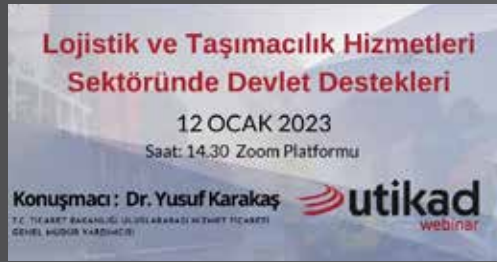 Lojistik ve Taşımacılık Hizmetleri
Sektöründe Devlet Destekleri
12 OCAK 2023
Saat: 14.30 Zoom Platformu
Konuşmacı : Dr. Yusuf Karakaş
T.C. TİCARET BAKANLIĞI ULUSLARARASI HİZMET TİCARETİ
GENEL MÜDÜR YARDIMCISI
utikad
webinar